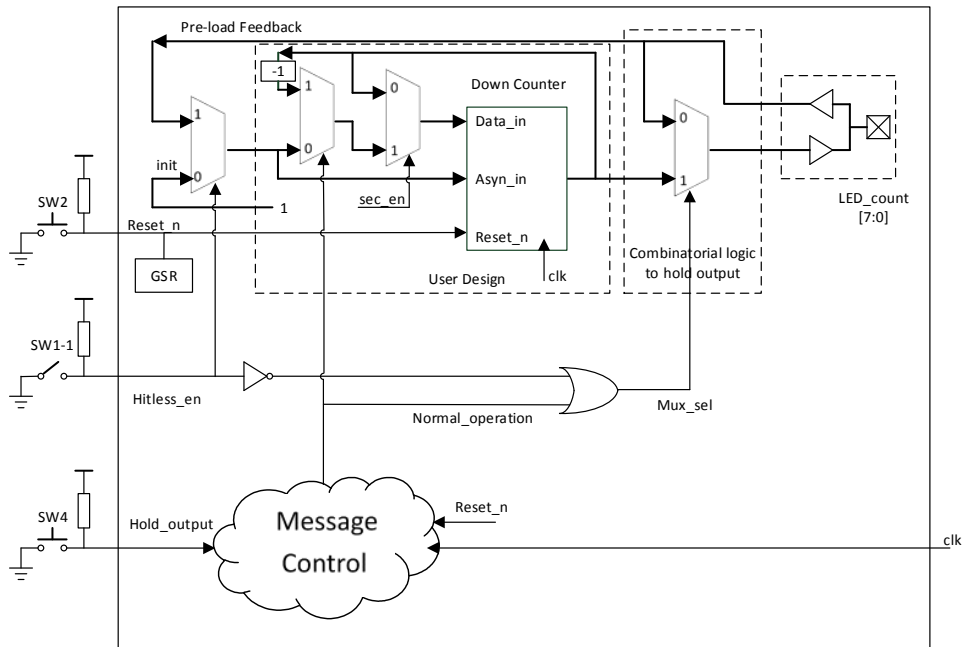 Pre-load Feedback
-1
1
0
Down Counter
1
0
Data_in
0
1
init
0
1
Asyn_in
1
LED_count
[7:0]
sec_en
1
SW2
Reset_n
Reset_n
GSR
User Design
clk
Combinatorial logic
to hold output
SW1-1
Hitless_en
Normal_operation
Mux_sel
SW4
Hold_output
Message
Control
Reset_n
clk